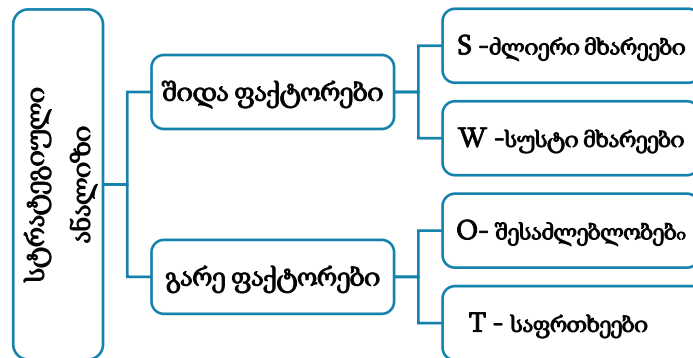 სტრატეგიული
ანალიზი
შიდა ფაქტორები
S -ძლიერი მხარეები
W -სუსტი მხარეები
გარე ფაქტორები
O- შესაძლებლობები
T - საფრთხეები